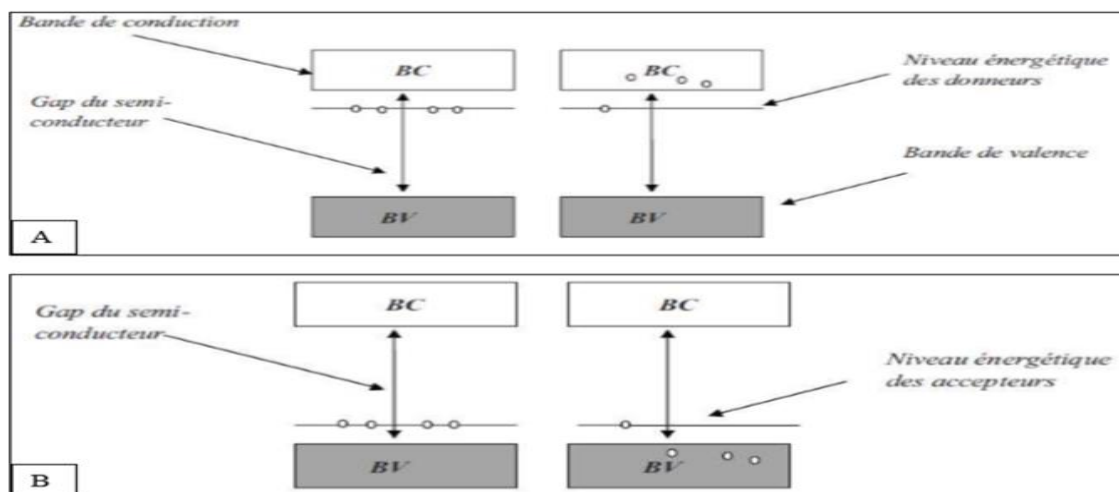 Bande de conduction
BC
BC
Niveau énergétique
des donneurs
Gap du semi-
conducteur
Bande de valence
BV
BV
A
Gap du semi-
conducteur
BC
BC
Niveau énergétique
des accepteurs
BV
BV
B